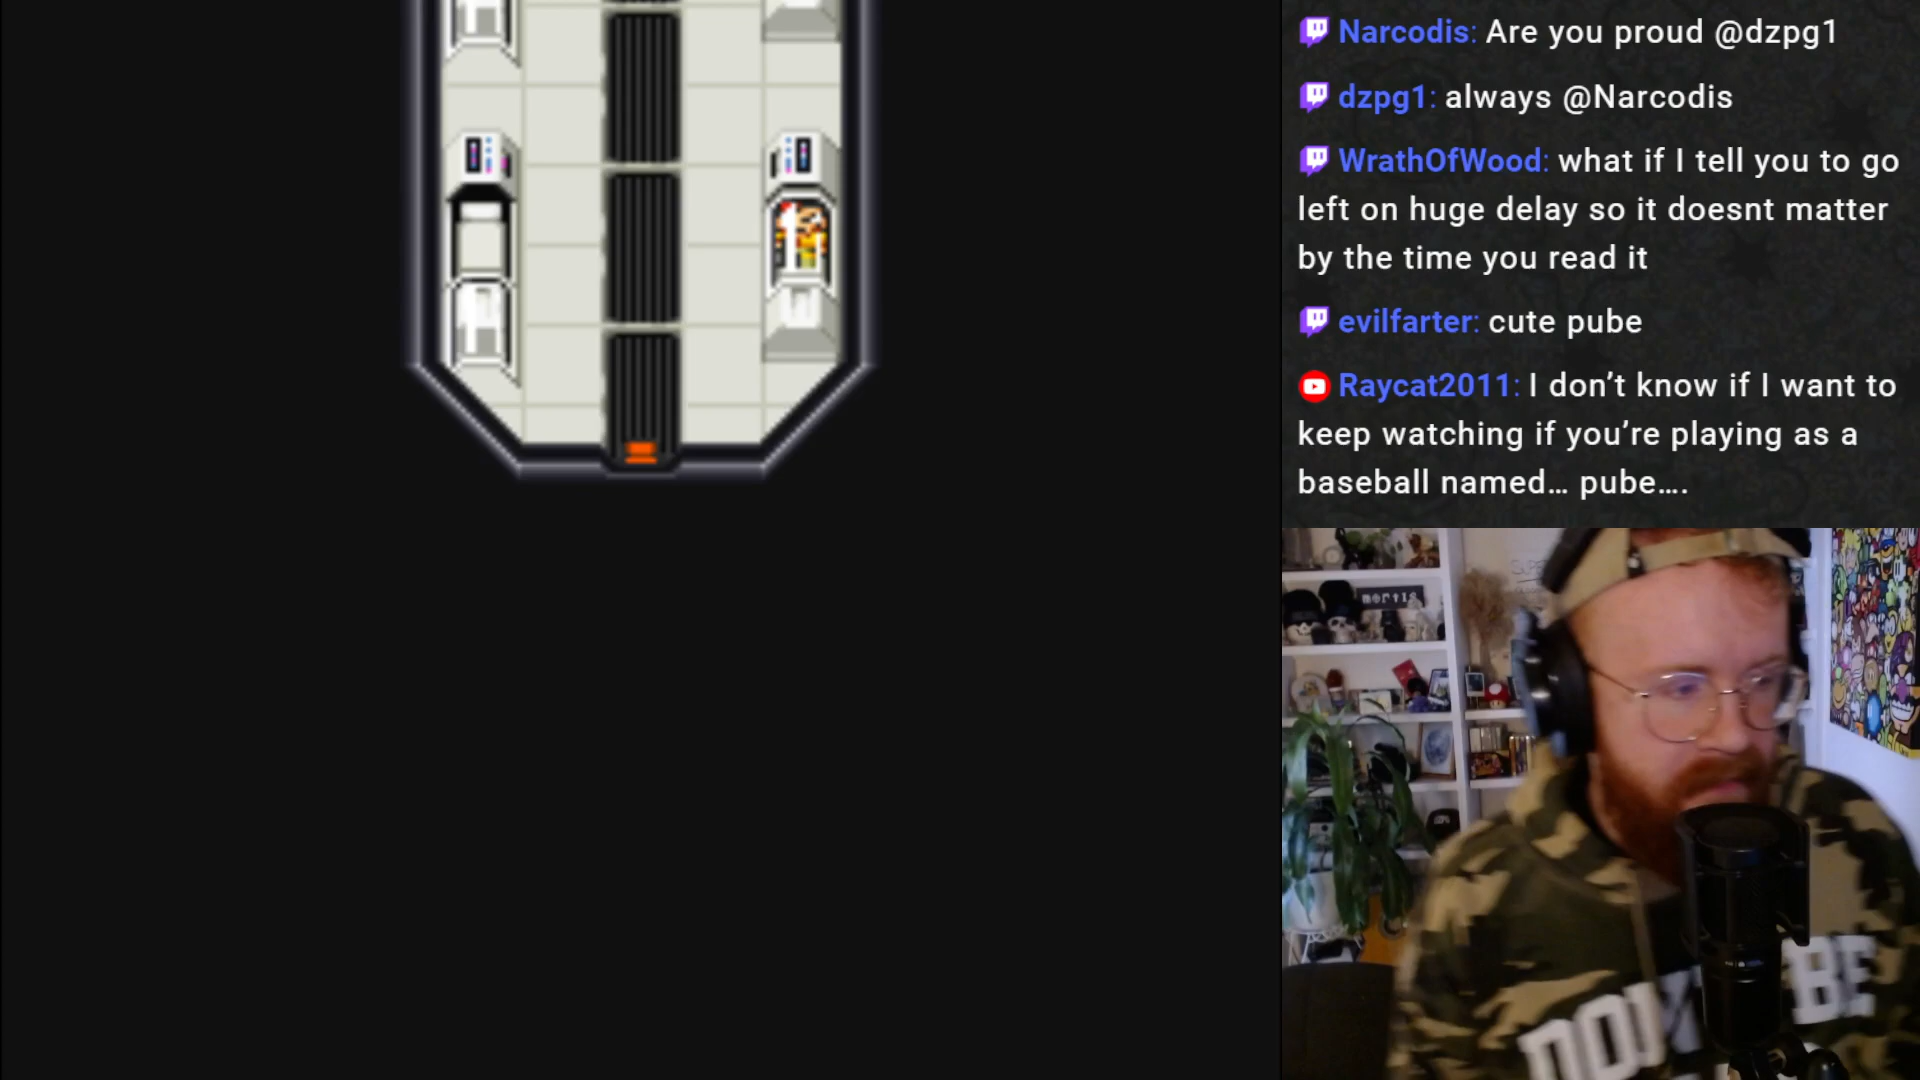 Narcodis: Are you proud @dzpg1
dzpg1: always @Narcodis
WrathOfWood: what if I tell you to go
left on huge delay so it doesnt matter
by the time you read it
evilfarter: cute pube
Raycat2011: I don’t know if I want to
keep watching if you’re playing as a
baseball named... pube....
mortis
BE